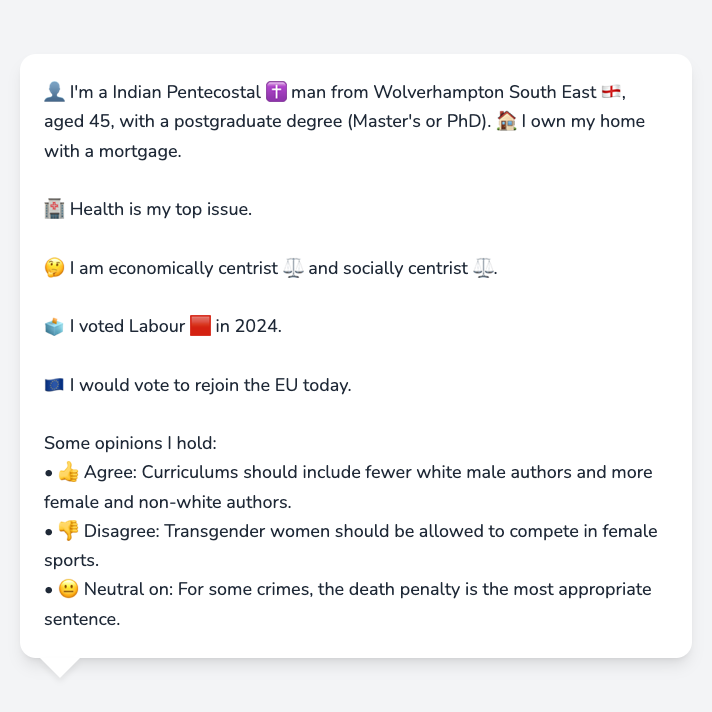 👤 I'm a Indian Pentecostal ✝️ man from Wolverhampton South East 🏴󠁧󠁢󠁥󠁮󠁧󠁿,
aged 45, with a postgraduate degree (Master's or PhD). 🏠 I own my home
with a mortgage.
🏥 Health is my top issue.
🤔 I am economically centrist ⚖️ and socially centrist ⚖️.
🗳️ I voted Labour 🟥 in 2024.
🇪🇺 I would vote to rejoin the EU today.
Some opinions I hold:
• 👍 Agree: Curriculums should include fewer white male authors and more
female and non-white authors.
• 👎 Disagree: Transgender women should be allowed to compete in female
sports.
• 😐 Neutral on: For some crimes, the death penalty is the most appropriate
sentence.